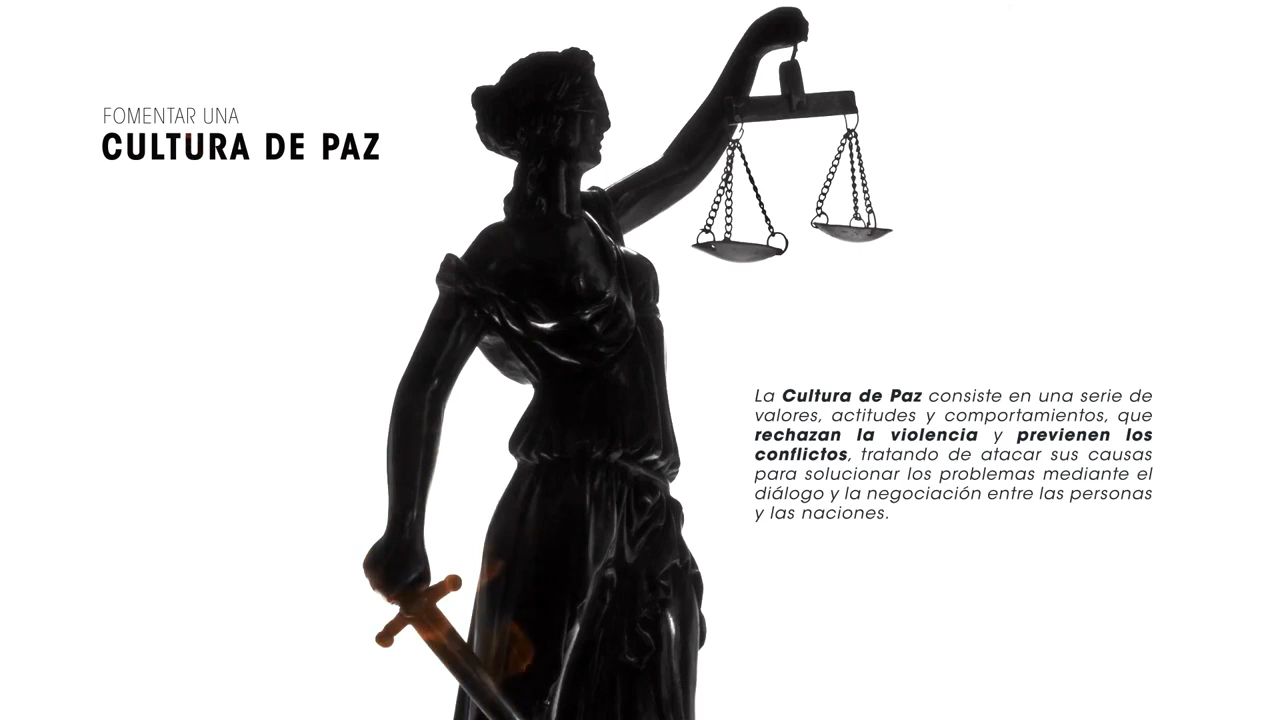 FOMENTAR UNA
CULTURA DE PAZ
La Cultura de Paz consiste en una serie de
valores, actitudes y comportamientos, que
rechazan la violencia y previenen los
conflictos, tratando de atacar sus causas
para solucionar los problemas mediante el
diálogo y la negociación entre las personas
y las naciones.